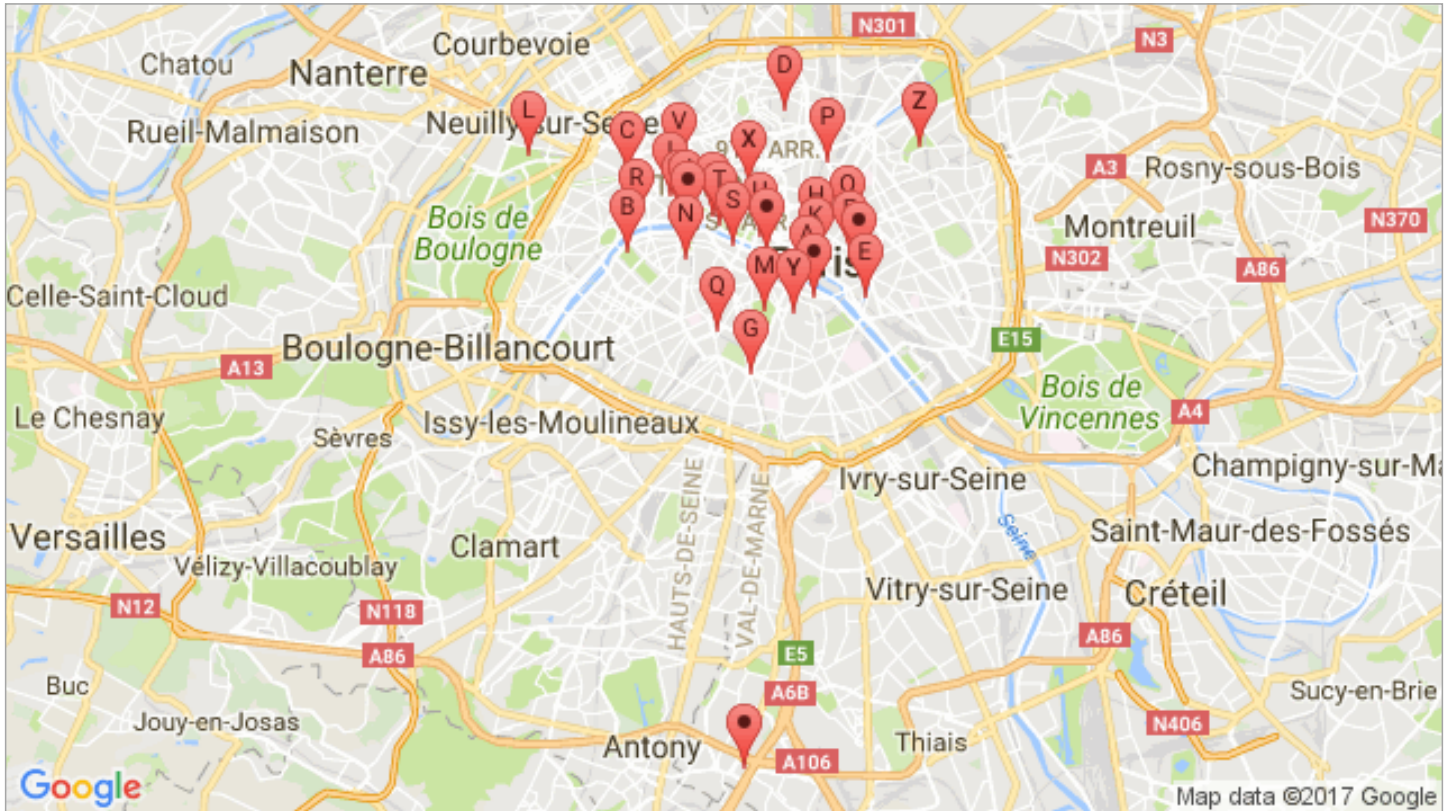 N301
N3
Courbevoie
Chatou
Nanterre
D
L
Neuilly-sur-Seine
Z
P
V
C
X
9
ARR.
Rueil-Malmaison
A3
Rosny-sous-Bois
R
T
H
O
B
S
N
K
Bois de
Boulogne
N370
Montreuil
A
E
N302
M
Y
A86
Celle-Saint-Cloud
Q
G
E15
Boulogne-Billancourt
A13
Bois de
Vincennes
A4
Le Chesnay
Issy-les-Moulineaux
Sèvres
Champigny-sur-Ma
Ivry-sur-Seine
HAUTS-DE-SEINE
VAL-DE-MARNE
Seine
Versailles
Clamart
Saint-Maur-des-Fossés
Vélizy-Villacoublay
Vitry-sur-Seine
Créteil
N12
N118
A86
A86
E5
Buc
A6B
Sucy-en-Brie
Jouy-en-Josas
N406
Antony
Thiais
A106
Google
Map data ©2017 Google